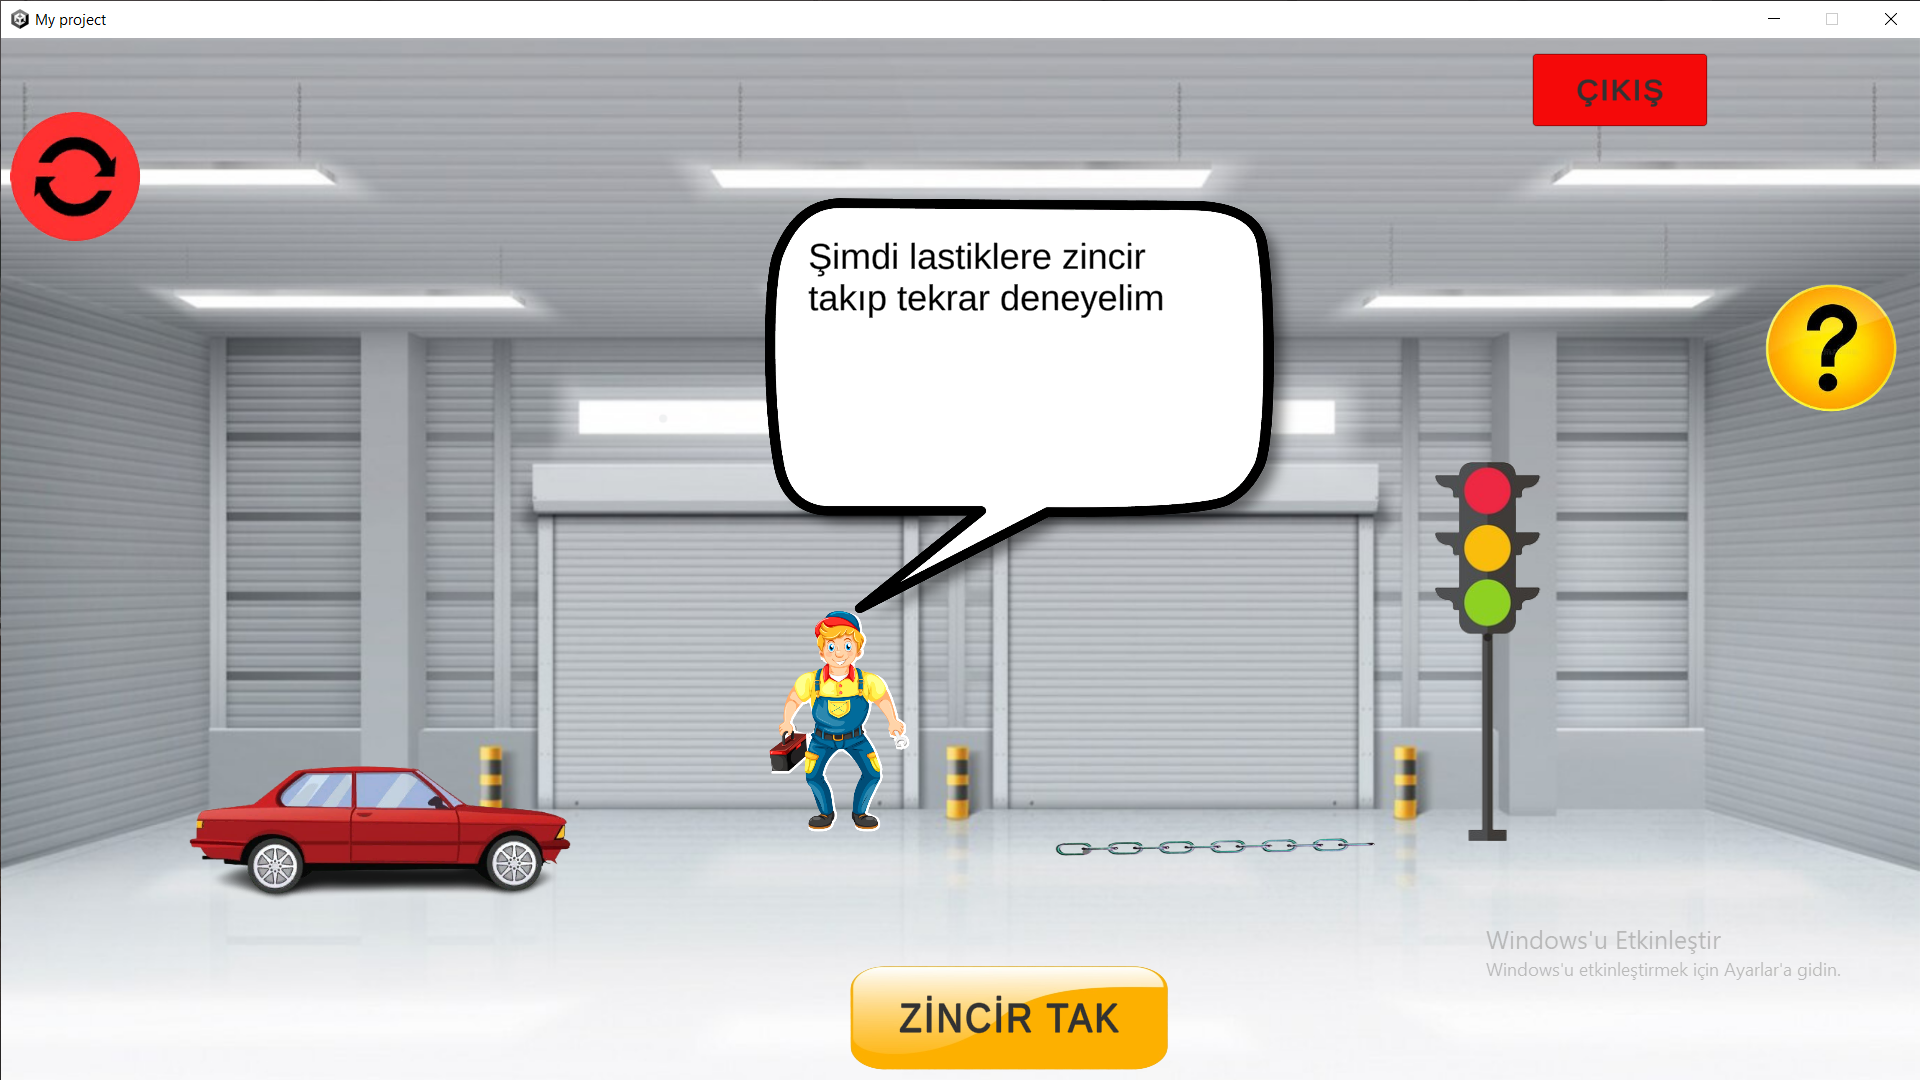 My project
ÇIKIŞ
Şimdi lastiklere zincir
takıp tekrar deneyelim
?
Windows'u Etkinleştir
Windows'u etkinleştirmek için Ayarlar'a gidin.
ZİNCİR TAK